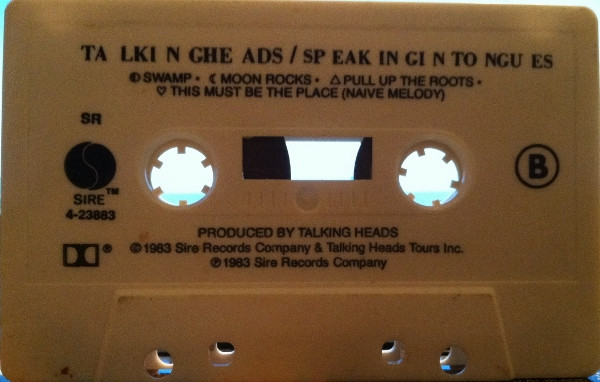 TA LKI N GHE ADS / SP EAK IN GI N TO NGU ES
SWAMP • ☾ MOON ROCKS • △ PULL UP THE ROOTS •
♡ THIS MUST BE THE PLACE (NAIVE MELODY)
SR
B
SIRE™
4-23883
PRODUCED BY TALKING HEADS
©1983 Sire Records Company & Talking Heads Tours Inc.
℗1983 Sire Records Company